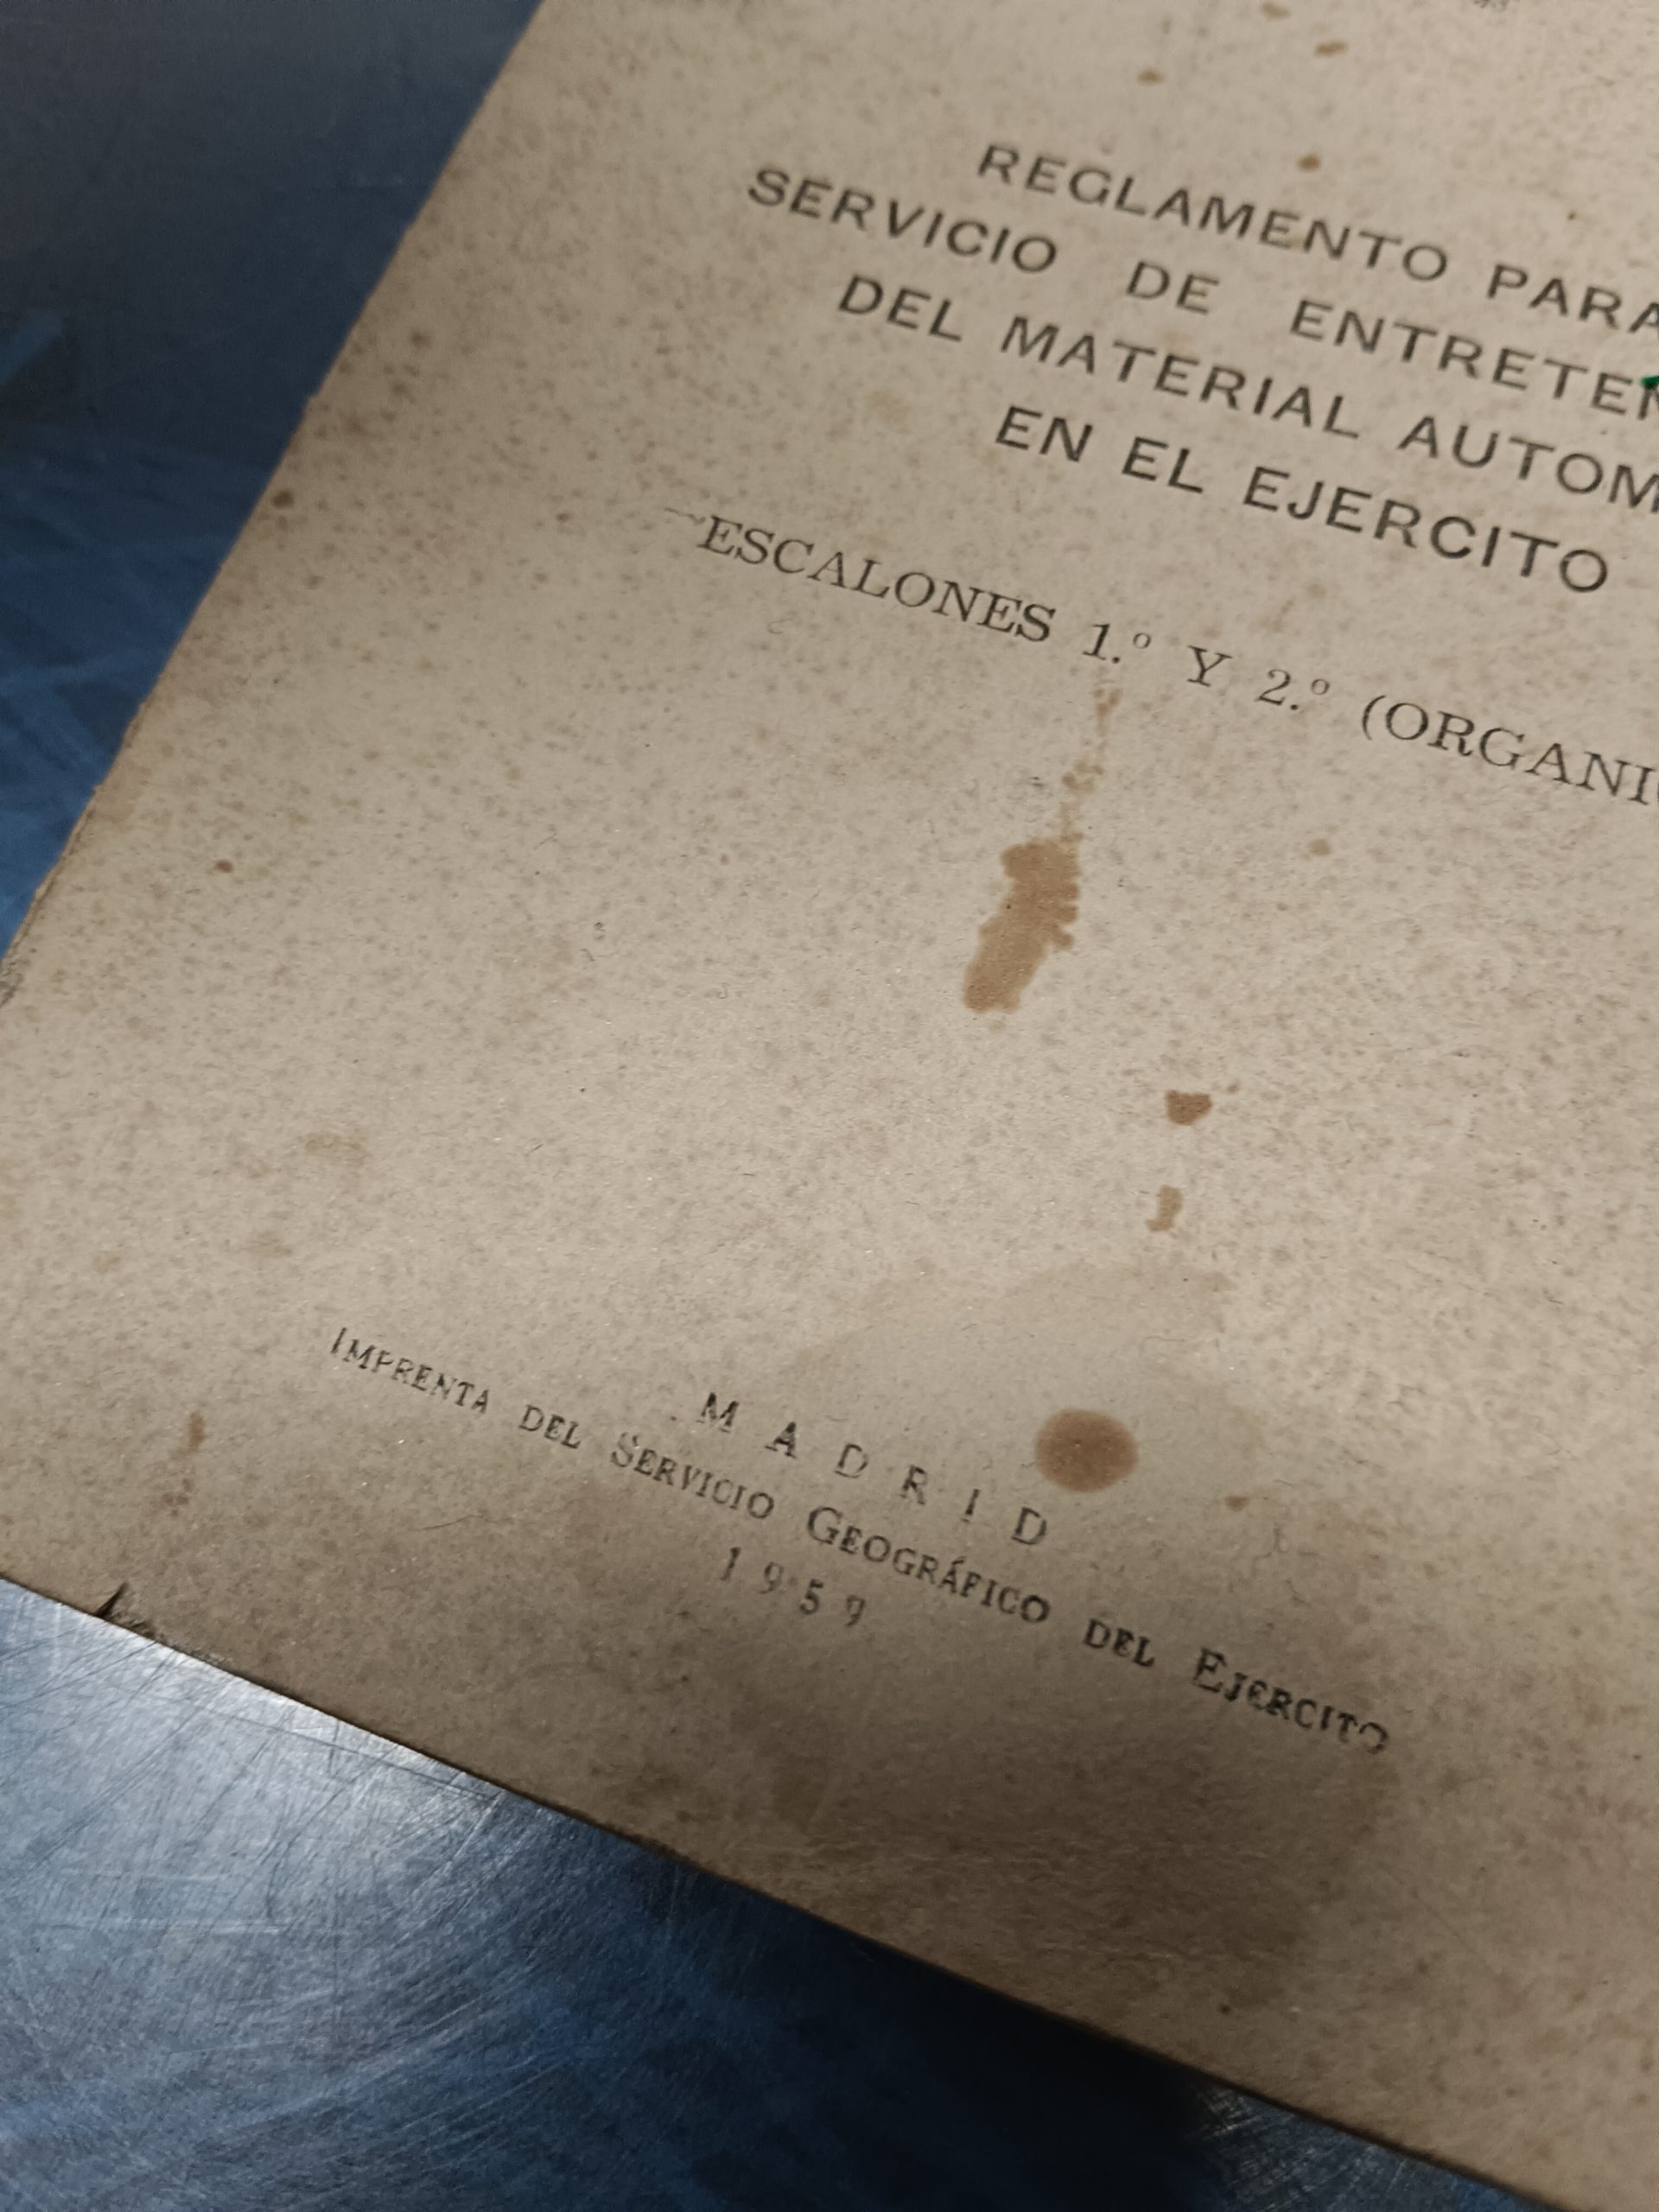 REGLAMENTO PARA
SERVICIO DE ENTRETEN
DEL MATERIAL AUTOM
EN EL EJERCITO
ESCALONES 1.º Y 2.º (ORGANI
MADRID
IMPRENTA DEL SERVICIO GEOGRÁFICO DEL EJERCITO
1959